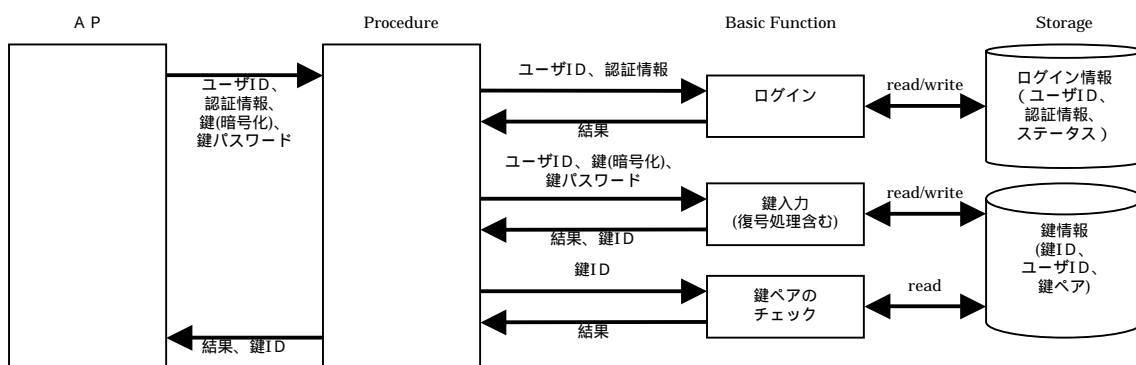 ＡＰ
Procedure
Basic Function
Storage
ユーザID、
認証情報、
鍵(暗号化)、
鍵パスワード
ユーザID、認証情報
結果
ログイン
read/write
ログイン情報
（ユーザID、
認証情報、
ステータス）
ユーザID、鍵(暗号化)、
鍵パスワード
結果、鍵ID
鍵入力
(復号処理含む)
read/write
鍵情報
(鍵ID、
ユーザID、
鍵ペア)
鍵ID
結果
鍵ペアの
チェック
read
結果、鍵ID